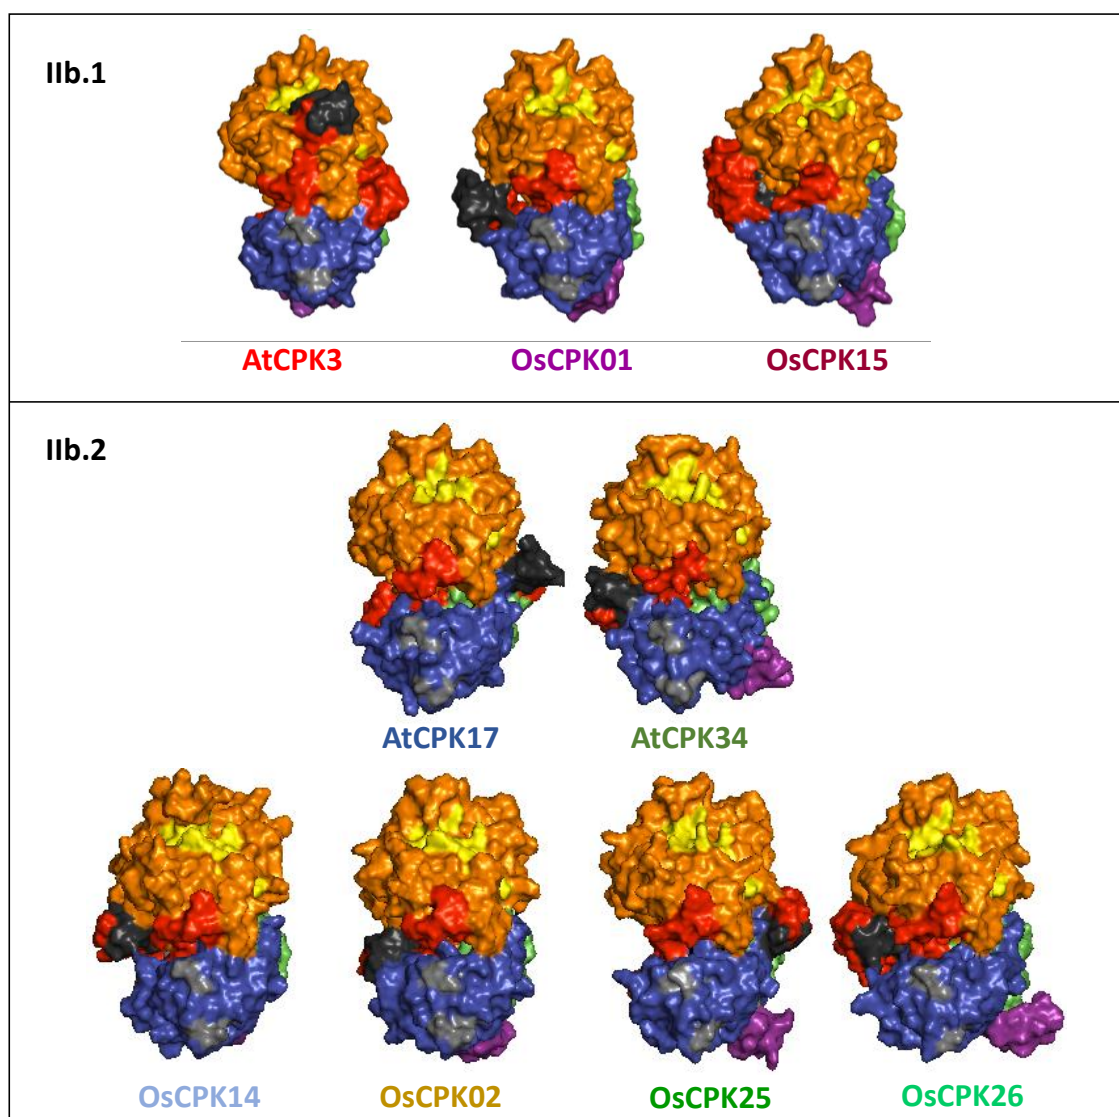 IIb.1
AtCPK3 OsCPK01 OsCPK15
IIb.2
AtCPK17 AtCPK34
OsCPK14 OsCPK02 OsCPK25 OsCPK26